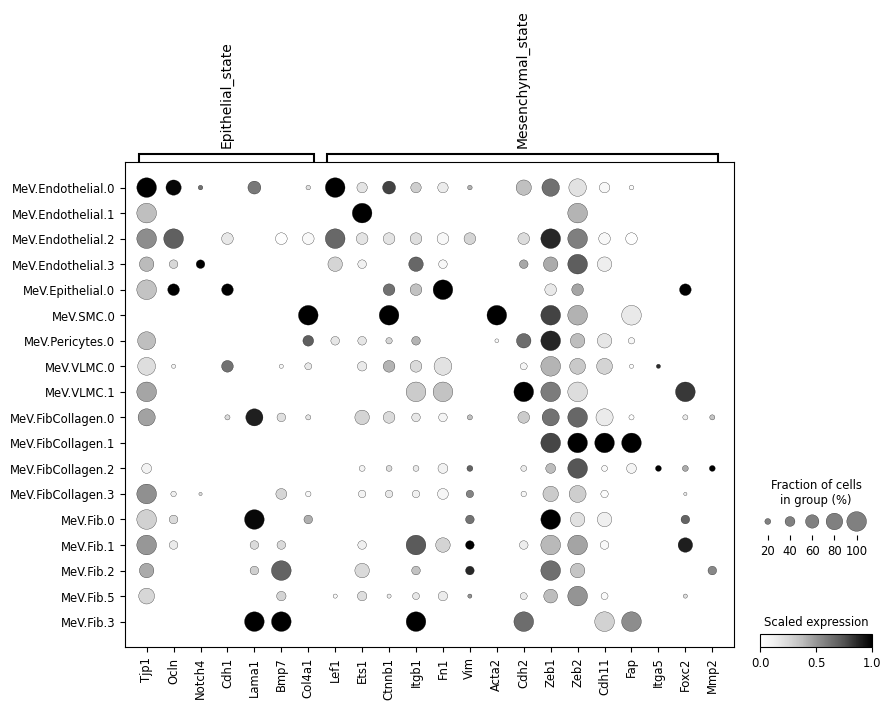 Epithelial_state
Mesenchymal_state
MeV.Endothelial.0
MeV.Endothelial.1
MeV.Endothelial.2
MeV.Endothelial.3
MeV.Epithelial.0
MeV.SMC.0
MeV.Pericytes.0
MeV.VLMC.0
MeV.VLMC.1
MeV.FibCollagen.0
MeV.FibCollagen.1
MeV.FibCollagen.2
MeV.FibCollagen.3
MeV.Fib.0
MeV.Fib.1
MeV.Fib.2
MeV.Fib.5
MeV.Fib.3
Tjp1
Ocln
Notch4
Cdh1
Lama1
Bmp7
Col4a1
Lef1
Ets1
Ctnnb1
Itgb1
Fn1
Vim
Acta2
Cdh2
Zeb1
Zeb2
Cdh11
Fap
Itga5
Foxc2
Mmp2
Fraction of cells
in group (%)
20 40 60 80 100
Scaled expression
0.0 0.5 1.0